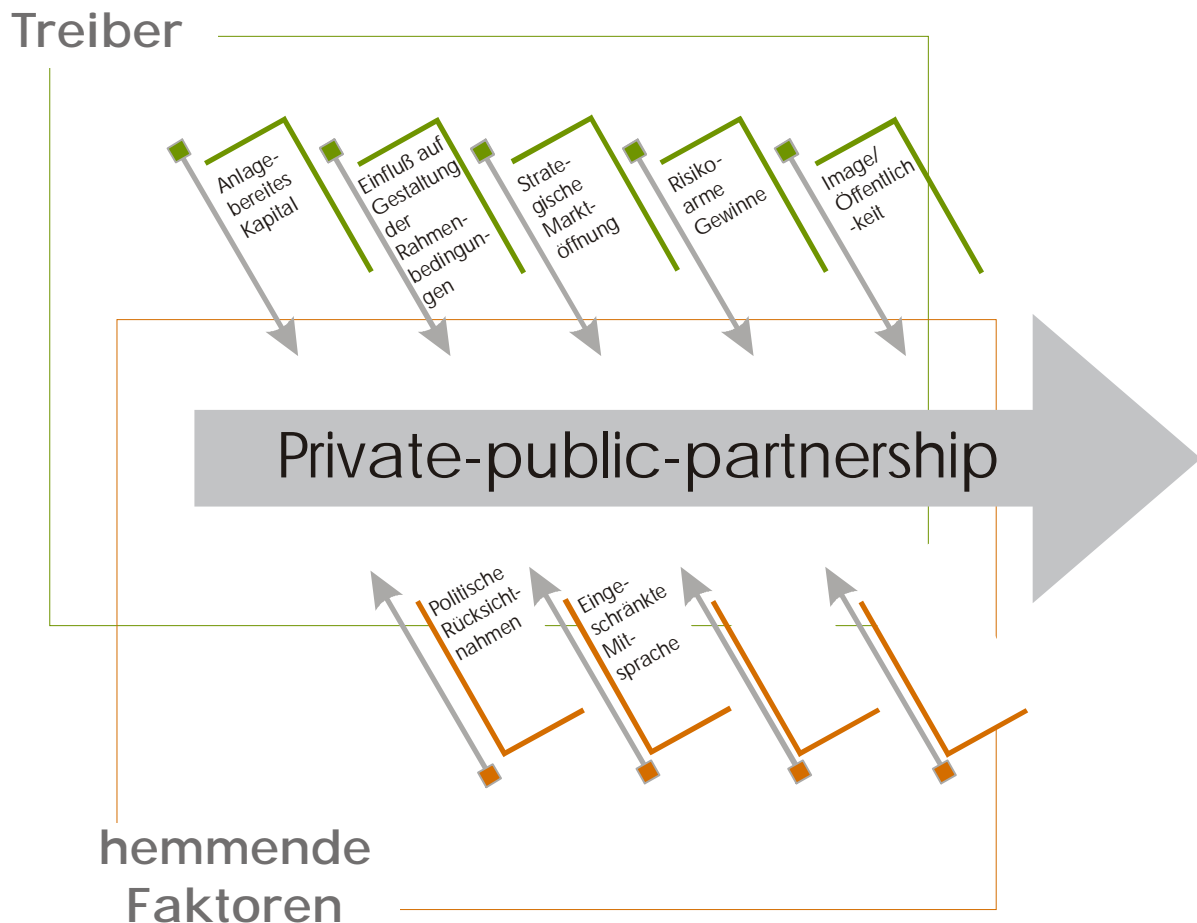 Treiber
Anlage-
bereites
Kapital
Einfluß auf
Gestaltung
der
Rahmen-
bedingun-
gen
Strate-
gische
Markt-
öffnung
Risiko-
arme
Gewinne
Image/
Öffentlich
-keit
Private-public-partnership
Politische
Rücksicht-
nahmen
Einge-
schränkte
Mit-
sprache
hemmende
Faktoren